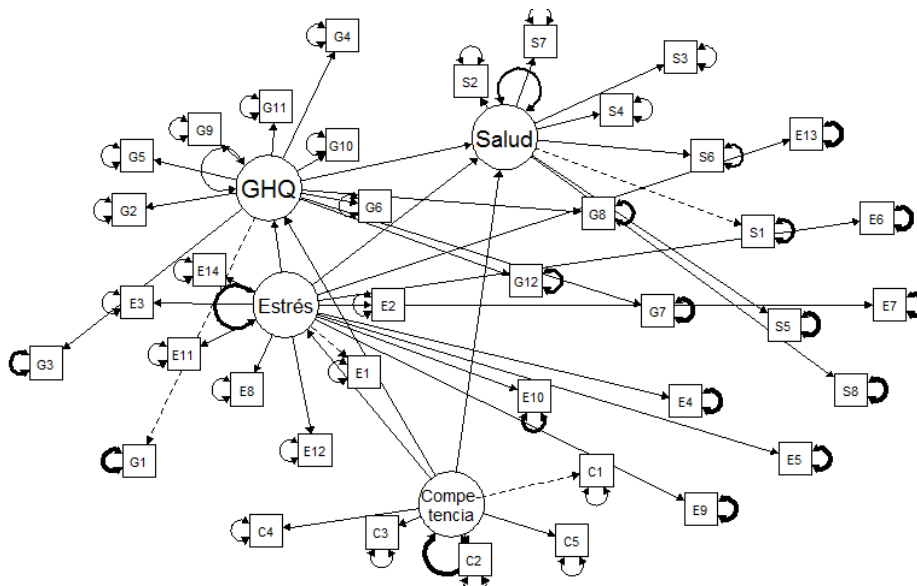 G4
S7
S3
S2
G11
S4
G9
G10
Salud
E13
G5
S6
GHQ
G2
G6
G8
S1
E6
E14
G12
E3
Estrés
E2
G7
E7
S5
G3
E11
E1
E8
E10
E4
S8
G1
E12
E5
C1
Compe-
tencia
E9
C4
C3
C5
C2